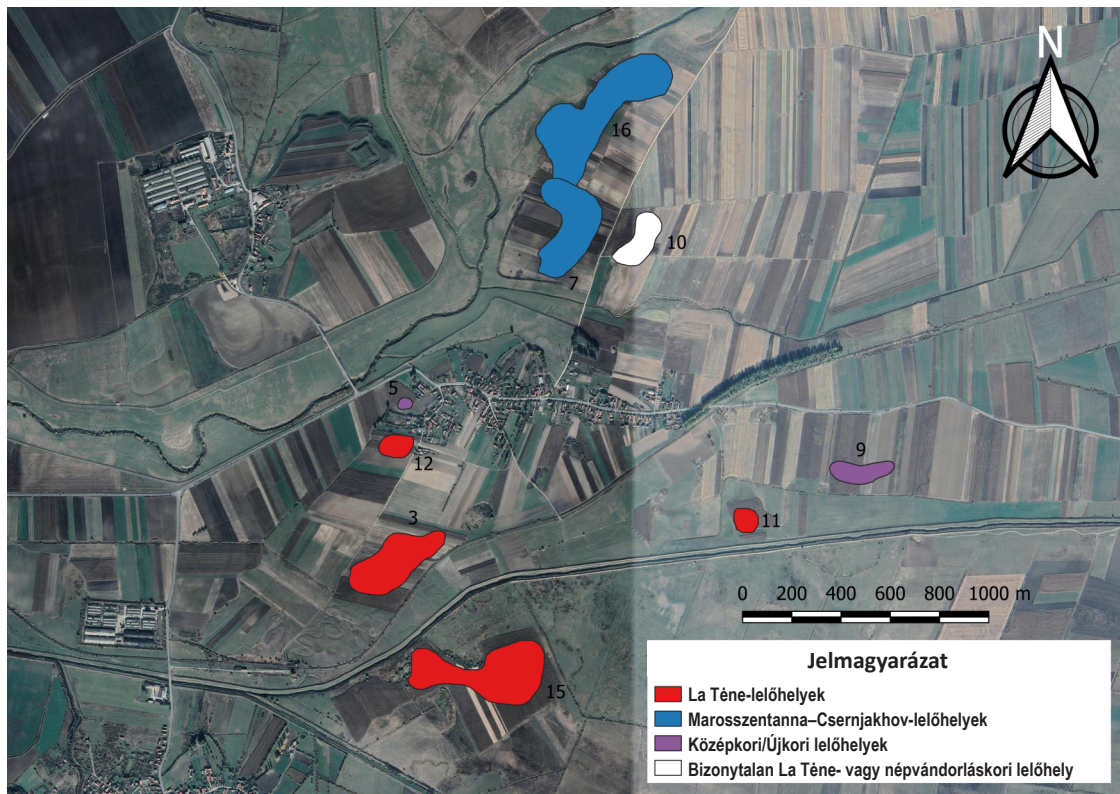 N
16
10
7
5
12
9
3
11
0 200 400 600 800 1000 m
15
Jelmagyarázat
La Tène-lelőhelyek
Marosszentanna–Csernjakhov-lelőhelyek
Középkori/Újkori lelőhelyek
Bizonytalan La Tène- vagy népvándorláskori lelőhely